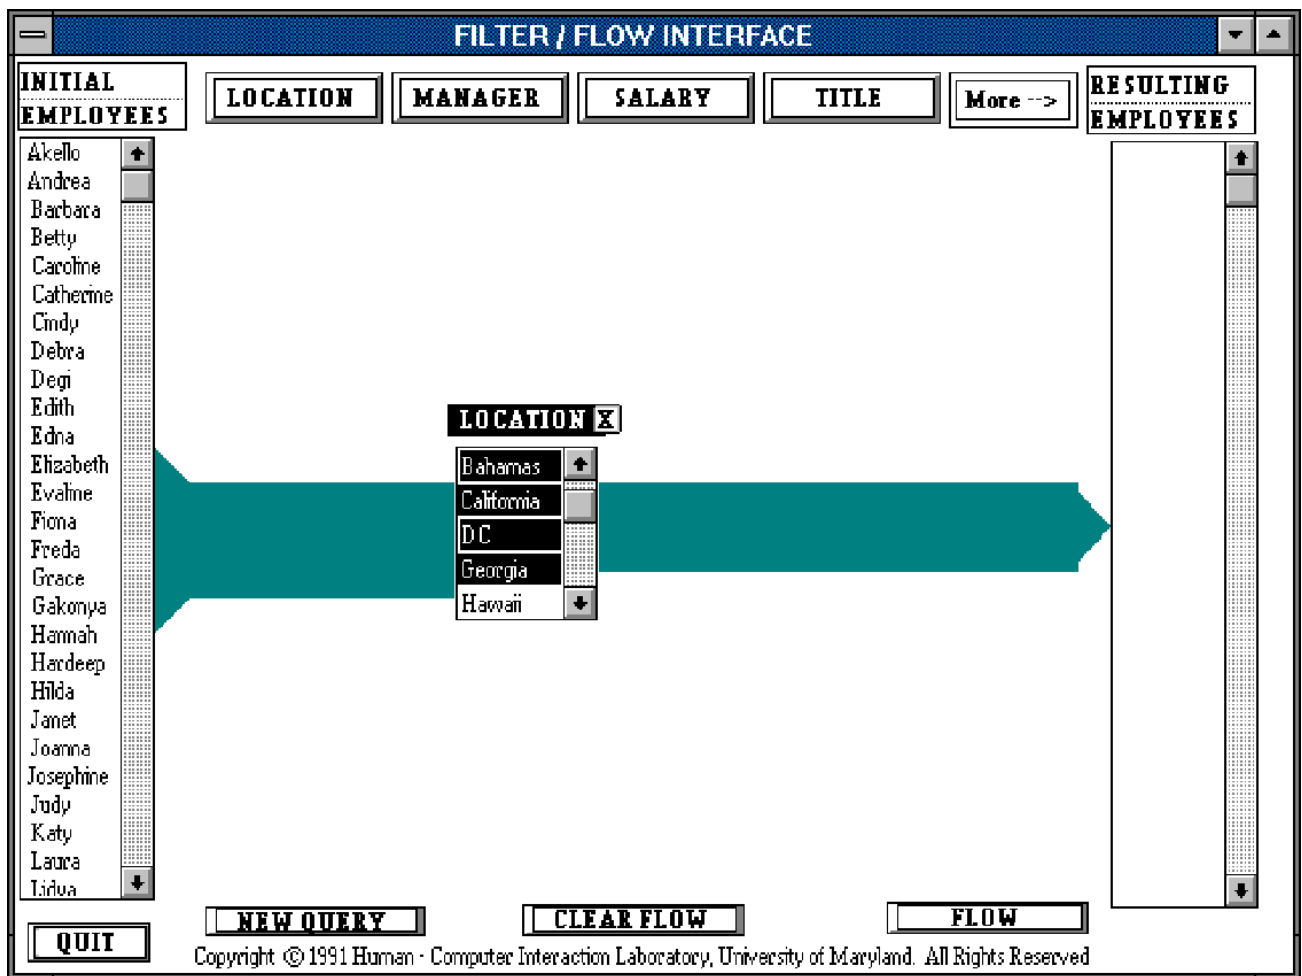 FILTER / FLOW INTERFACE
INITIAL
EMPLOYEES
LOCATION
MANAGER
SALARY
TITLE
More -->
RESULTING
EMPLOYEES
Akello
Andrea
Barbara
Betty
Caroline
Catherine
Cindy
Debra
Degi
Edith
Edna
Elizabeth
Evaline
Fiona
Freda
Grace
Gakonya
Hannah
Hardeep
Hilda
Janet
Joanna
Josephine
Judy
Katy
Laura
Lidya
LOCATION X
Bahamas
California
DC
Georgia
Hawaii
NEW QUERY
CLEAR FLOW
FLOW
QUIT
Copyright © 1991 Human - Computer Interaction Laboratory, University of Maryland. All Rights Reserved